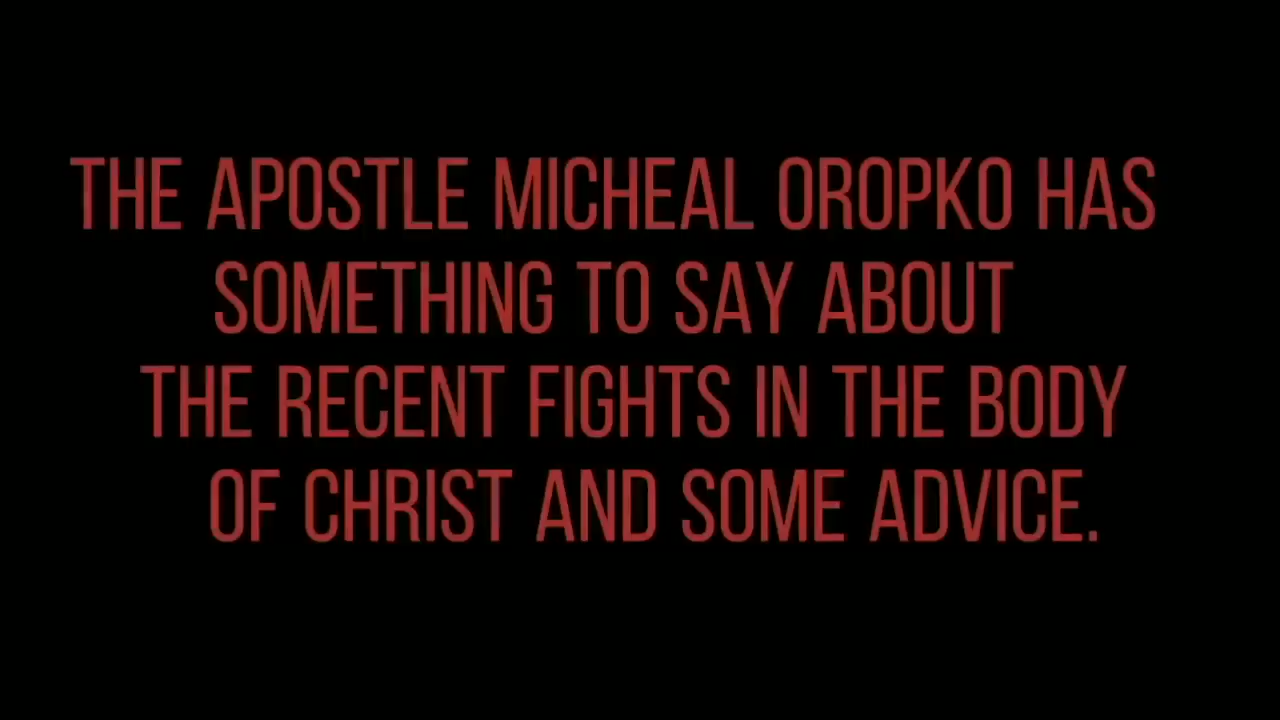 THE APOSTLE MICHEAL OROPKO HAS
SOMETHING TO SAY ABOUT
THE RECENT FIGHTS IN THE BODY
OF CHRIST AND SOME ADVICE.